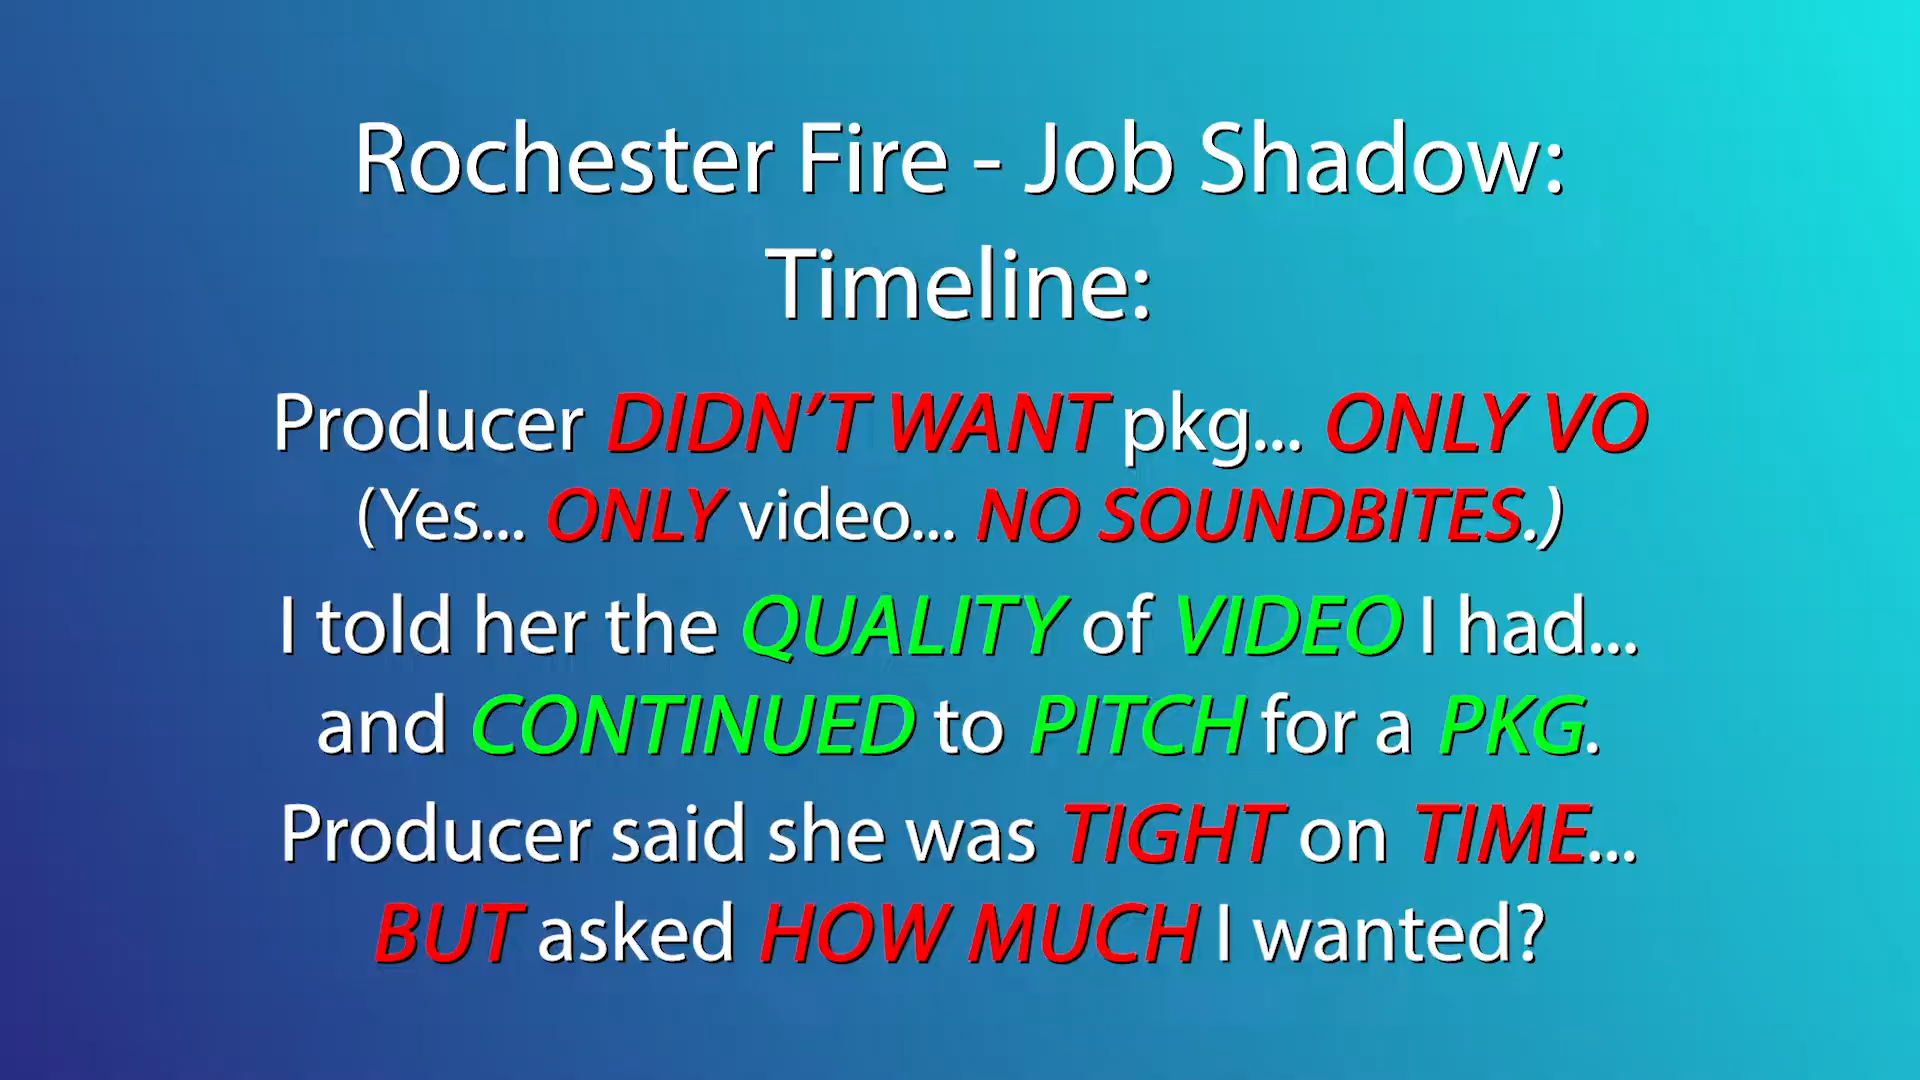 Rochester Fire - Job Shadow:
Timeline:
Producer DIDN'T WANT pkg... ONLY VO
(Yes... ONLY video... NO SOUNDBITES.)
I told her the QUALITY of VIDEO I had...
and CONTINUED to PITCH for a PKG.
Producer said she was TIGHT on TIME...
BUT asked HOW MUCH I wanted?